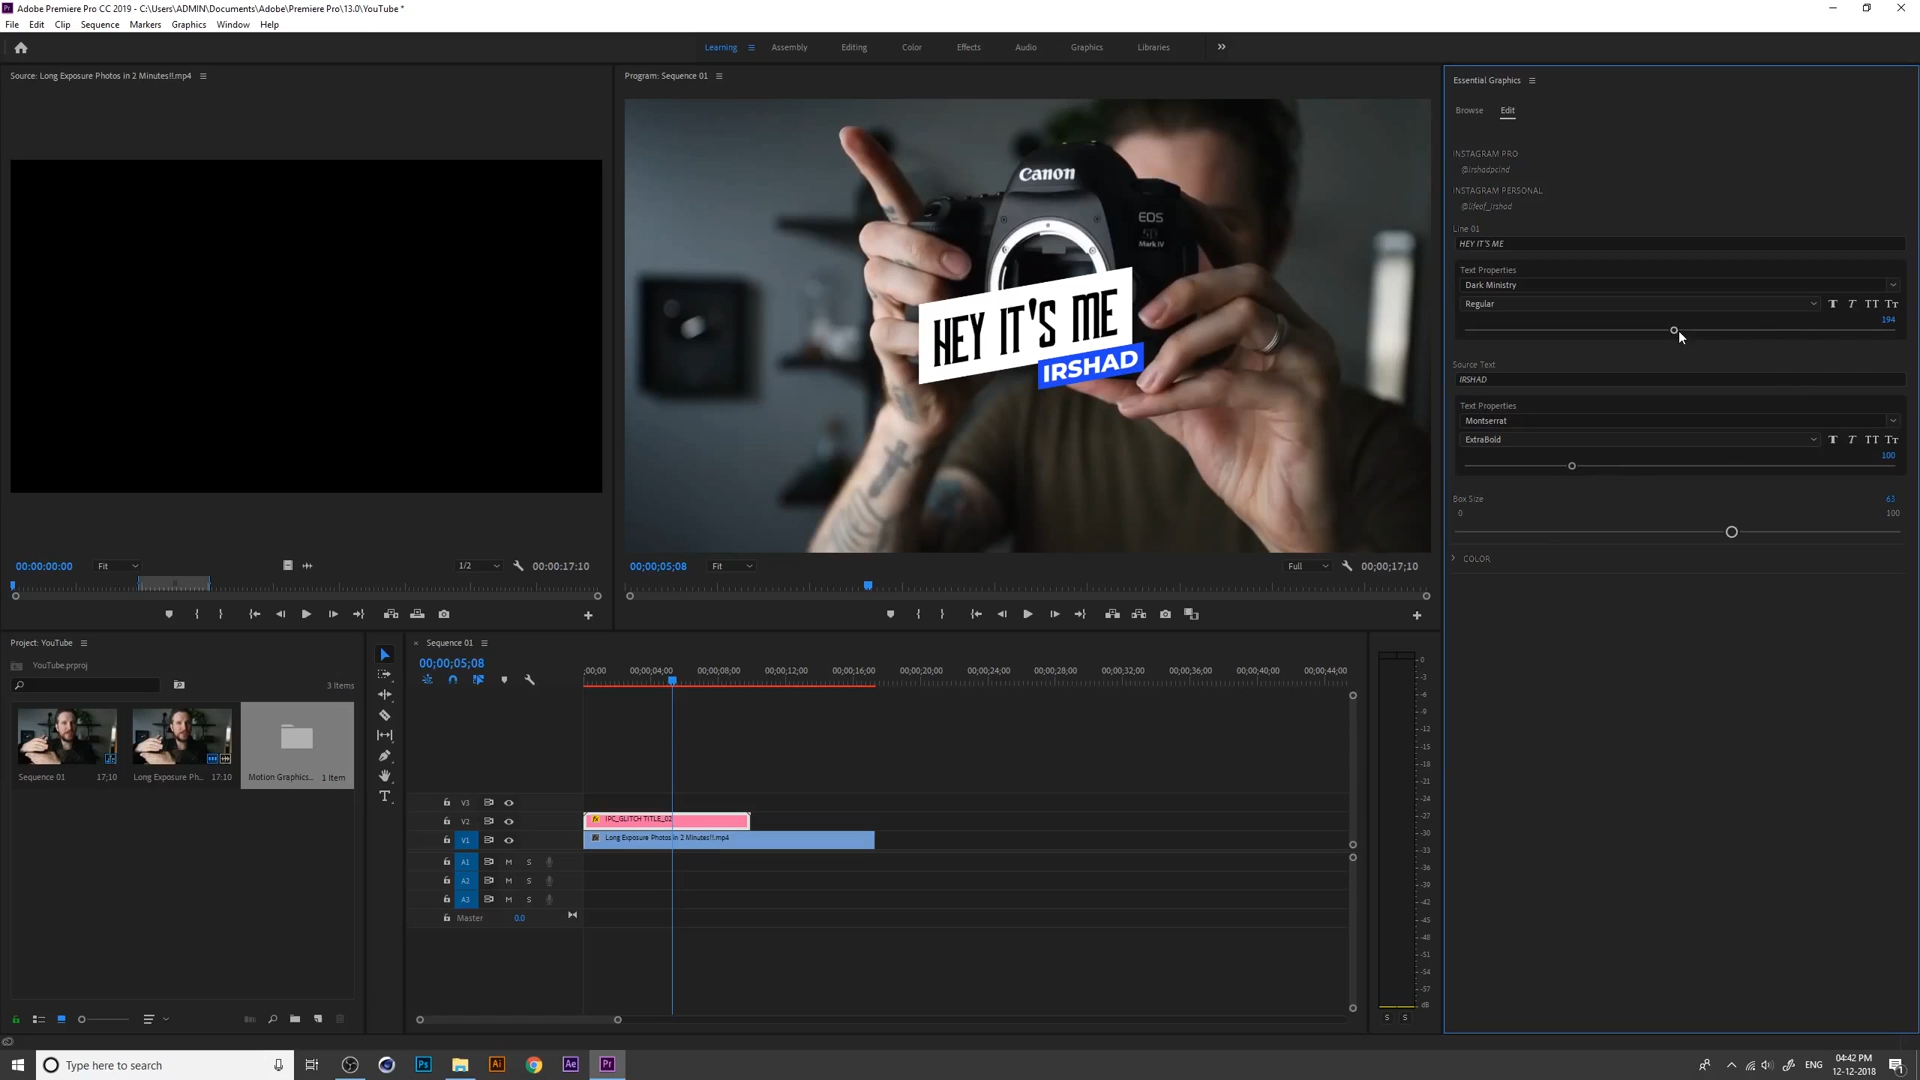 Adobe Premiere Pro CC 2019 - C:\Users\ADMIN\Documents\Adobe\Premiere Pro\13.0\YouTube *
File Edit Clip Sequence Markers Graphics Window Help
Learning Assembly Editing Color Effects Audio Graphics Libraries
Source: Long Exposure Photos in 2 Minutes!!.mp4
00:00:00:00 Fit 1/2 00:00:17:10
Program: Sequence 01
Canon
EOS
5D
Mark IV
HEY IT'S ME
IRSHAD
00;00;05;08 Fit Full 00;00;17;10
Essential Graphics
Browse Edit
INSTAGRAM PRO
@irshadpcind
INSTAGRAM PERSONAL
@lifeof_irshad
Line 01
HEY IT'S ME
Text Properties
Dark Ministry
Regular
194
Source Text
IRSHAD
Text Properties
Montserrat
ExtraBold
100
Box Size 63
0 100
COLOR
Project: YouTube
YouTube.prproj
3 Items
Sequence 01 17;10
Long Exposure Ph... 17:10
Motion Graphics... 1 Item
Sequence 01
00;00;05;08
;00;00 00;00;04;00 00;00;08;00 00;00;12;00 00;00;16;00 00;00;20;00 00;00;24;00 00;00;28;00 00;00;32;00 00;00;36;00 00;00;40;00 00;00;44;00
V3
V2 IPC_GLITCH TITLE_02
V1 Long Exposure Photos in 2 Minutes!!.mp4
A1 M S
A2 M S
A3 M S
Master 0.0
0
-3
-6
-9
-12
-15
-18
-21
-24
-27
-30
-33
-36
-39
-42
-45
-48
-51
-54
-57
dB
S S
Type here to search
Ps Ai Ae Pr
ENG
04:42 PM
12-12-2018
1